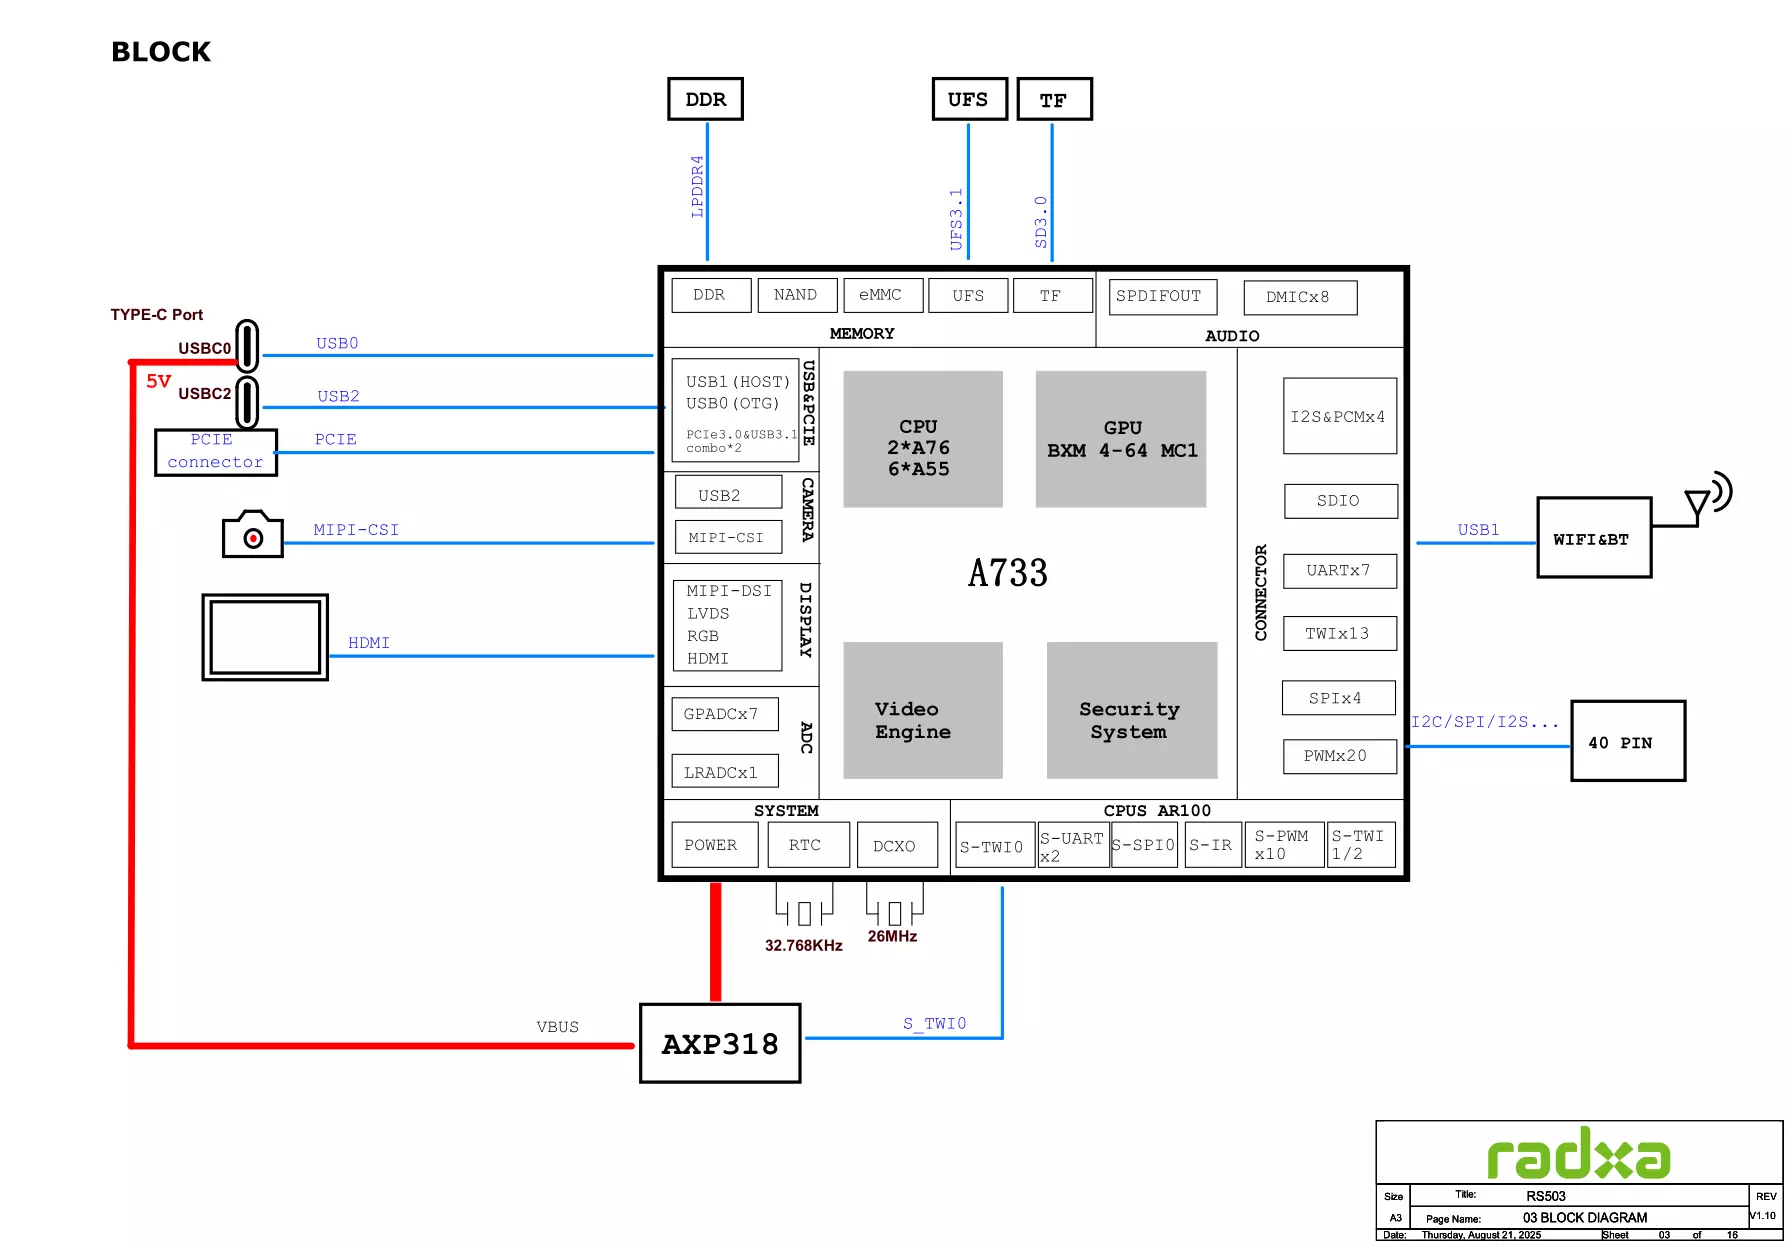 BLOCK
DDR
UFS
TF
LPDDR4
UFS3.1
SD3.0
DDR
NAND
eMMC
UFS
TF
MEMORY
SPDIFOUT
DMICx8
AUDIO
TYPE-C Port
USBC0
USB0
5V
USBC2
USB2
PCIE
connector
PCIE
USB1(HOST)
USB0(OTG)
PCIe3.0&USB3.1
combo*2
USB&PCIE
MIPI-CSI
USB2
MIPI-CSI
CAMERA
HDMI
MIPI-DSI
LVDS
RGB
HDMI
DISPLAY
GPADCx7
LRADCx1
ADC
CPU
2*A76
6*A55
GPU
BXM 4-64 MC1
A733
Video
Engine
Security
System
CONNECTOR
I2S&PCMx4
SDIO
UARTx7
TWIx13
SPIx4
PWMx20
USB1
WIFI&BT
I2C/SPI/I2S...
40 PIN
SYSTEM
POWER
RTC
DCXO
CPUS AR100
S-TWI0
S-UART
x2
S-SPI0
S-IR
S-PWM
x10
S-TWI
1/2
32.768KHz
26MHz
VBUS
AXP318
S_TWI0
radxa
Size
A3
Title:
RS503
REV
V1.10
Page Name:
03 BLOCK DIAGRAM
Date:
Thursday, August 21, 2025
Sheet 03 of 16